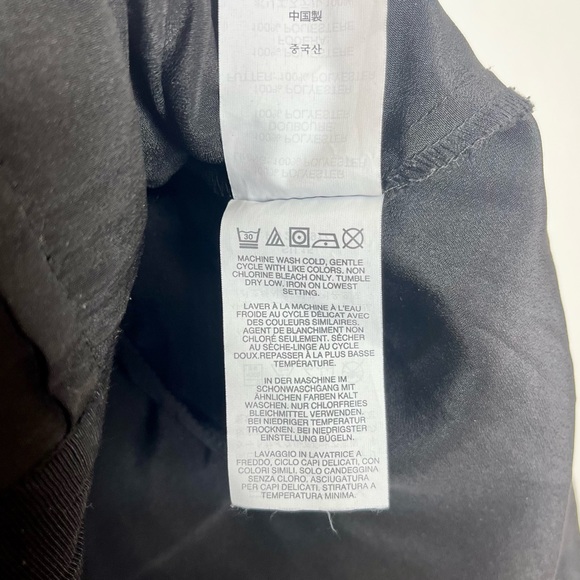 中国製
중국산
30
MACHINE WASH COLD, GENTLE
CYCLE WITH LIKE COLORS. NON
CHLORINE BLEACH ONLY. TUMBLE
DRY LOW. IRON ON LOWEST
SETTING.
LAVER À LA MACHINE À L'EAU
FROIDE AU CYCLE DÉLICAT AVEC
DES COULEURS SIMILAIRES.
AGENT DE BLANCHIMENT NON
CHLORÉ SEULEMENT. SÉCHER
AU SÈCHE-LINGE AU CYCLE
DOUX.REPASSER À LA PLUS BASSE
TEMPÉRATURE.
IN DER MASCHINE IM
SCHONWASCHGANG MIT
ÄHNLICHEN FARBEN KALT
WASCHEN. NUR CHLORFREIES
BLEICHMITTEL VERWENDEN.
BEI NIEDRIGER TEMPERATUR
TROCKNEN. BEI NIEDRIGSTER
EINSTELLUNG BÜGELN.
LAVAGGIO IN LAVATRICE A
FREDDO, CICLO CAPI DELICATI, CON
COLORI SIMILI. SOLO CANDEGGINA
SENZA CLORO. ASCIUGATURA
PER CAPI DELICATI. STIRATURA A
TEMPERATURA MINIMA.